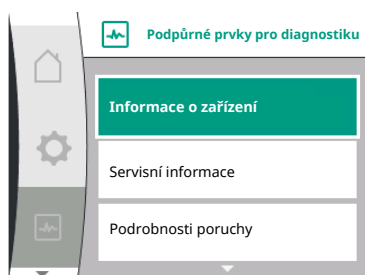 Podpůrné prvky pro diagnostiku
Informace o zařízení
Servisní informace
Podrobnosti poruchy